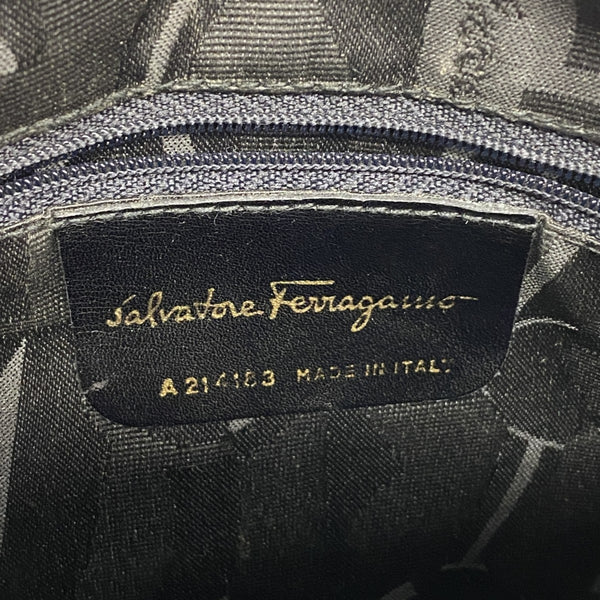 Salvatore Ferragamo
A214183 MADE IN ITALY